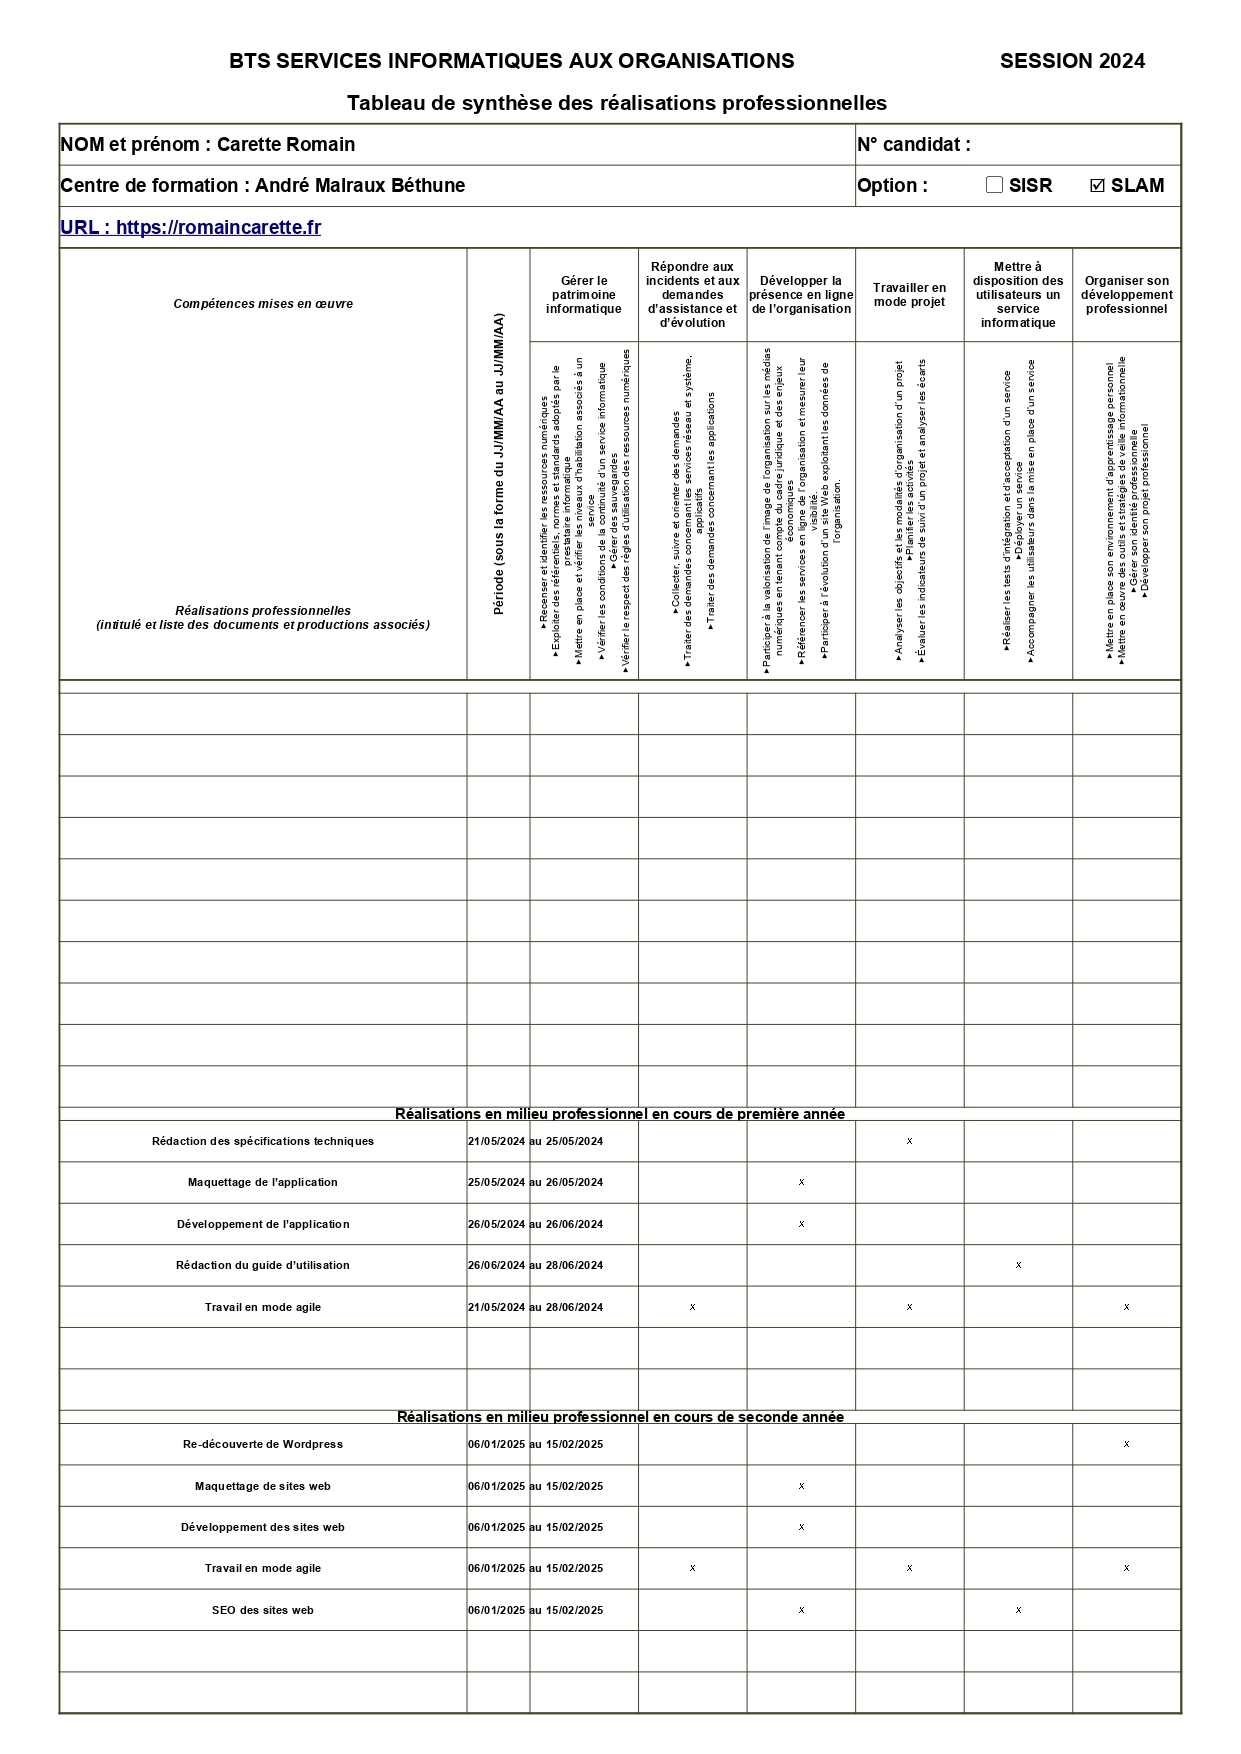 BTS SERVICES INFORMATIQUES AUX ORGANISATIONS SESSION 2024
Tableau de synthèse des réalisations professionnelles
NOM et prénom : Carette Romain N° candidat :
Centre de formation : André Malraux Béthune Option : ☐ SISR ☑ SLAM
URL : https://romaincarette.fr
Compétences mises en œuvre
Réalisations professionnelles
(intitulé et liste des documents et productions associés)
Période (sous la forme du JJ/MM/AA au JJ/MM/AA)
Gérer le
patrimoine
informatique
Répondre aux
incidents et aux
demandes
d’assistance et
d’évolution
Développer la
présence en ligne
de l’organisation
Travailler en
mode projet
Mettre à
disposition des
utilisateurs un
service
informatique
Organiser son
développement
professionnel
►Recenser et identifier les ressources numériques
►Exploiter des référentiels, normes et standards adoptés par le
prestataire informatique
►Mettre en place et vérifier les niveaux d’habilitation associés à un
service
►Vérifier les conditions de la continuité d’un service informatique
►Gérer des sauvegardes
►Vérifier le respect des règles d’utilisation des ressources numériques
►Collecter, suivre et orienter des demandes
►Traiter des demandes concernant les services réseau et système,
applicatifs
►Traiter des demandes concernant les applications
►Participer à la valorisation de l’image de l’organisation sur les médias
numériques en tenant compte du cadre juridique et des enjeux
économiques
►Référencer les services en ligne de l’organisation et mesurer leur
visibilité.
►Participer à l’évolution d’un site Web exploitant les données de
l’organisation.
►Analyser les objectifs et les modalités d’organisation d’un projet
►Planifier les activités
►Évaluer les indicateurs de suivi d’un projet et analyser les écarts
►Réaliser les tests d’intégration et d’acceptation d’un service
►Déployer un service
►Accompagner les utilisateurs dans la mise en place d’un service
►Mettre en place son environnement d’apprentissage personnel
►Mettre en œuvre des outils et stratégies de veille informationnelle
►Gérer son identité professionnelle
►Développer son projet professionnel
Réalisations en milieu professionnel en cours de première année
Rédaction des spécifications techniques 21/05/2024 au 25/05/2024 x
Maquettage de l’application 25/05/2024 au 26/05/2024 x
Développement de l’application 26/05/2024 au 26/06/2024 x
Rédaction du guide d’utilisation 26/06/2024 au 28/06/2024 x
Travail en mode agile 21/05/2024 au 28/06/2024 x x x
Réalisations en milieu professionnel en cours de seconde année
Re-découverte de Wordpress 06/01/2025 au 15/02/2025 x
Maquettage de sites web 06/01/2025 au 15/02/2025 x
Développement des sites web 06/01/2025 au 15/02/2025 x
Travail en mode agile 06/01/2025 au 15/02/2025 x x x
SEO des sites web 06/01/2025 au 15/02/2025 x x